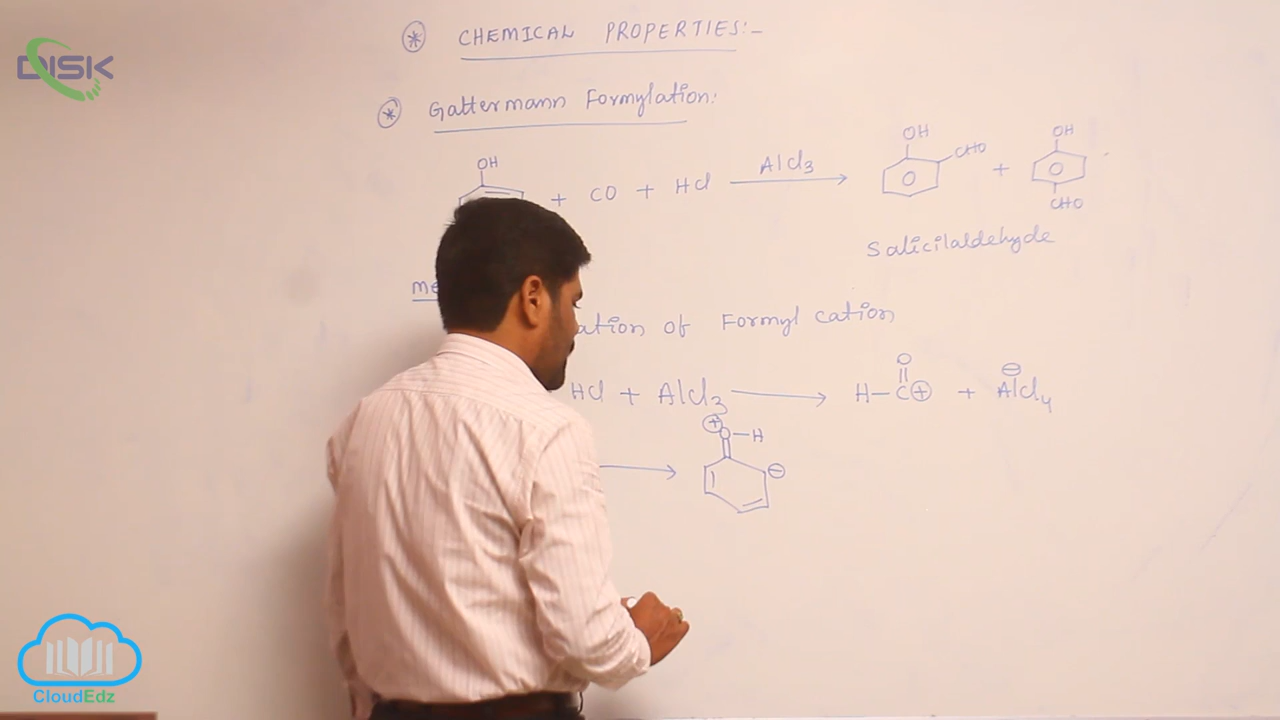 DISK
* CHEMICAL PROPERTIES:-
* Gattermann Formylation:
OH + CO + HCl AlCl3 → OH CHO + OH CHO
Salicilaldehyde
of Formyl cation
HCl + AlCl3 → H-C⊕ O + AlCl4 ⊖
→ ⊕ O-H ⊖
CloudEdz